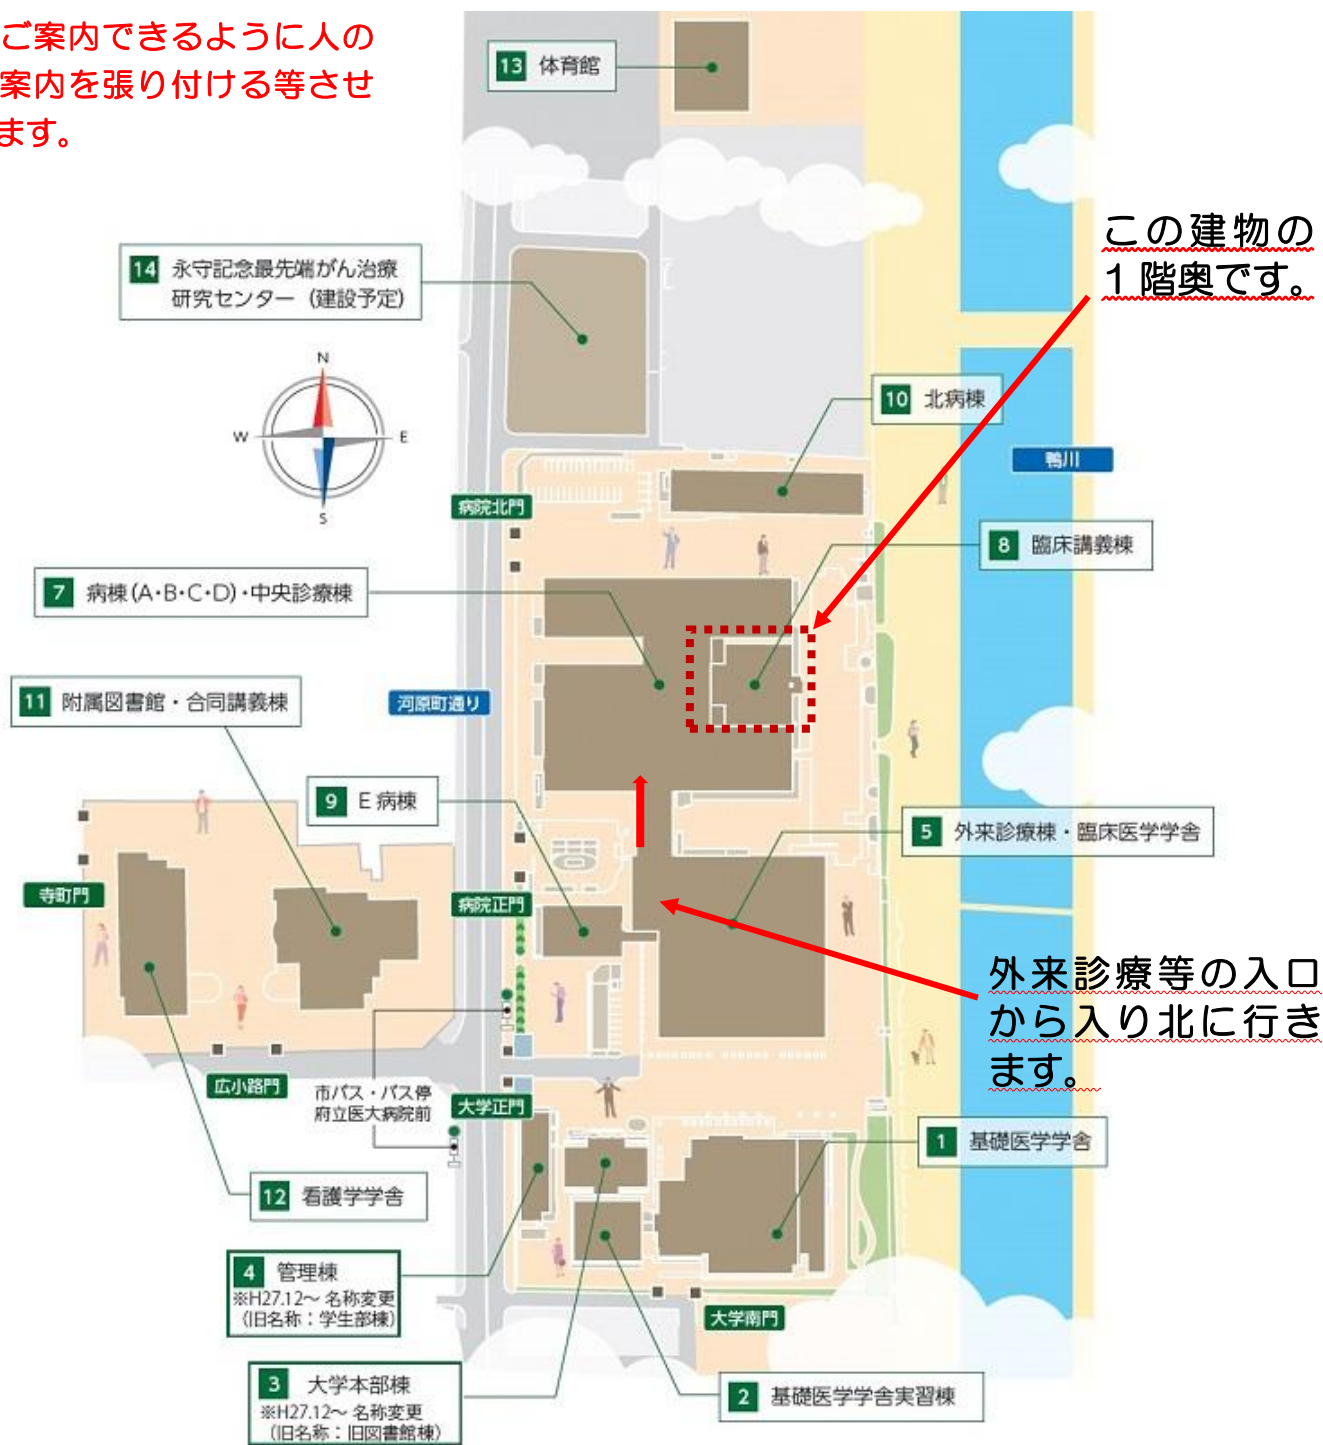 ご案内できるように人の
案内を張り付ける等させ
ます。
13 体育館
この建物の
1階奥です。
14 永守記念最先端がん治療
研究センター（建設予定）
N
W
E
S
10 北病棟
鴨川
病院北門
8 臨床講義棟
7 病棟（A・B・C・D）・中央診療棟
11 附属図書館・合同講義棟
河原町通り
9 E 病棟
5 外来診療棟・臨床医学学舎
寺町門
病院正門
外来診療等の入口
から入り北に行き
ます。
広小路門
市バス・バス停
府立医大病院前
大学正門
1 基礎医学学舎
12 看護学学舎
4 管理棟
※H27.12～ 名称変更
（旧名称：学生部棟）
大学南門
3 大学本部棟
※H27.12～ 名称変更
（旧名称：旧図書館棟）
2 基礎医学学舎実習棟